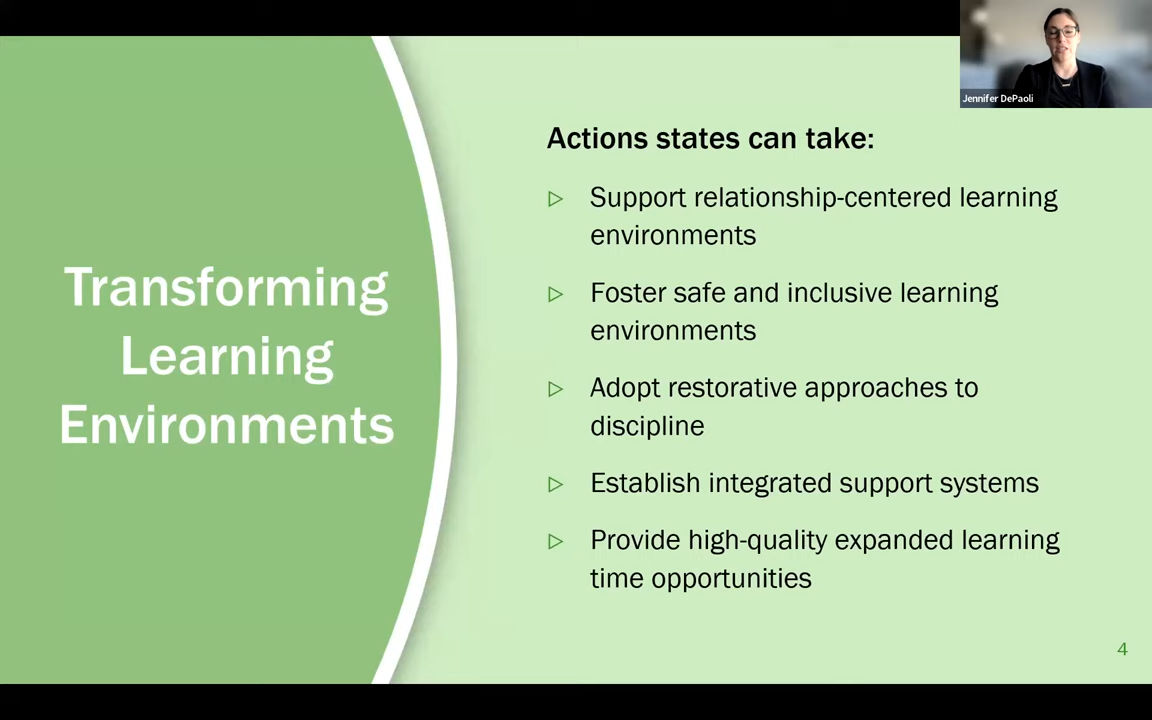 Jennifer DePaoli
Transforming
Learning
Environments
Actions states can take:
Support relationship-centered learning
environments
Foster safe and inclusive learning
environments
Adopt restorative approaches to
discipline
Establish integrated support systems
Provide high-quality expanded learning
time opportunities
4